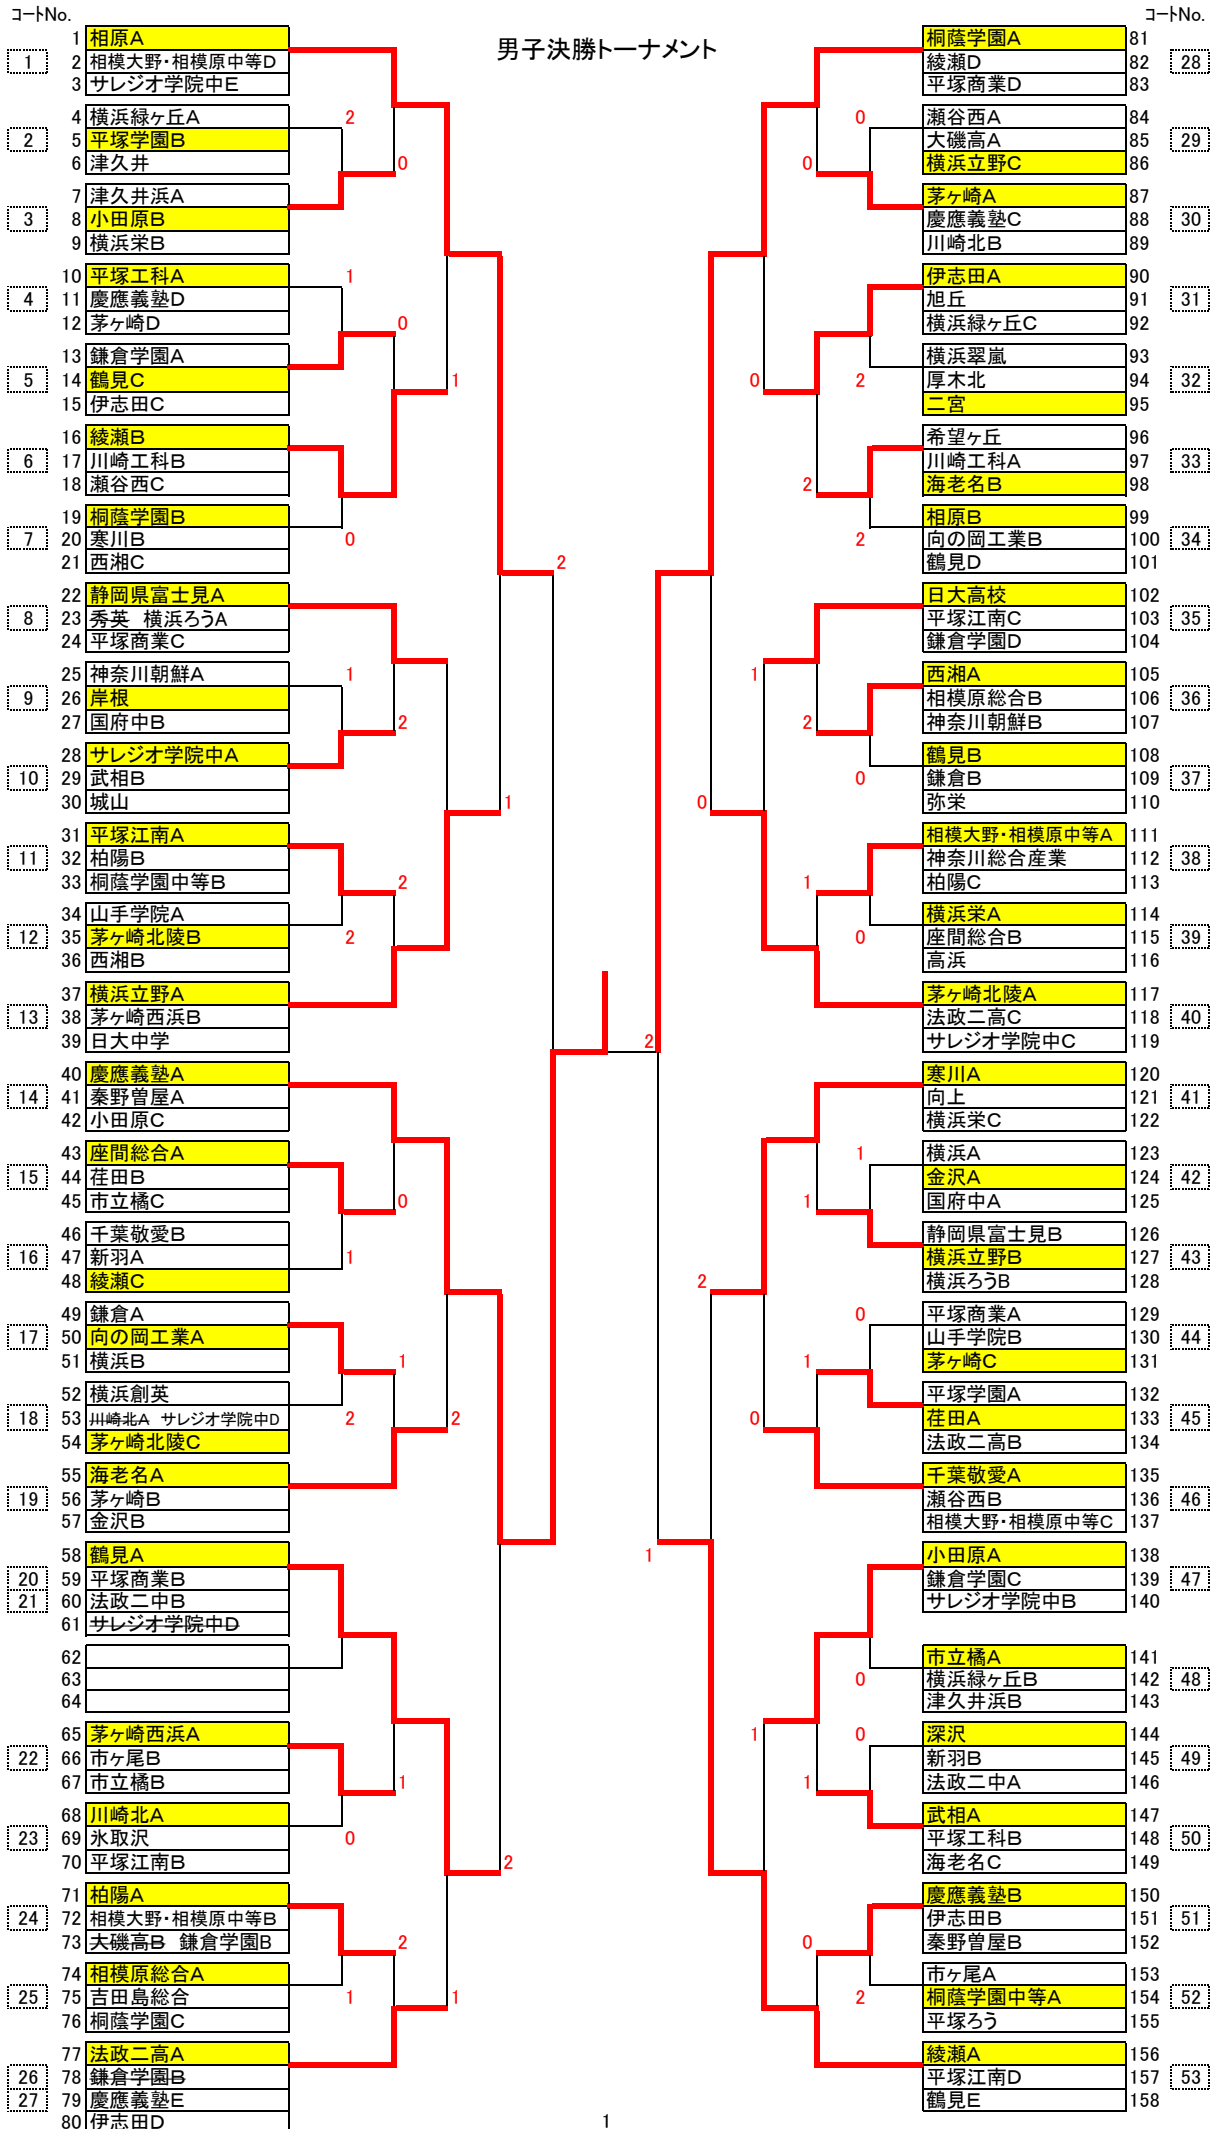 コートNo.
コートNo.
男子決勝トーナメント
1
1 相原A
2 相模大野・相模原中等D
3 サレジオ学院中E
2
4 横浜緑ヶ丘A
5 平塚学園B
6 津久井
2
0
3
7 津久井浜A
8 小田原B
9 横浜栄B
4
10 平塚工科A
11 慶應義塾D
12 茅ヶ崎D
1
0
5
13 鎌倉学園A
14 鶴見C
15 伊志田C
1
6
16 綾瀬B
17 川崎工科B
18 瀬谷西C
7
19 桐蔭学園B
20 寒川B
21 西湘C
0
2
8
22 静岡県富士見A
23 秀英 横浜ろうA
24 平塚商業C
9
25 神奈川朝鮮A
26 岸根
27 国府中B
1
2
10
28 サレジオ学院中A
29 武相B
30 城山
1
11
31 平塚江南A
32 柏陽B
33 桐蔭学園中等B
2
12
34 山手学院A
35 茅ヶ崎北陵B
36 西湘B
2
13
37 横浜立野A
38 茅ヶ崎西浜B
39 日大中学
14
40 慶應義塾A
41 秦野曽屋A
42 小田原C
15
43 座間総合A
44 荏田B
45 市立橘C
0
16
46 千葉敬愛B
47 新羽A
48 綾瀬C
1
17
49 鎌倉A
50 向の岡工業A
51 横浜B
1
18
52 横浜創英
53 川崎北A サレジオ学院中D
54 茅ヶ崎北陵C
2
2
19
55 海老名A
56 茅ヶ崎B
57 金沢B
20
21
58 鶴見A
59 平塚商業B
60 法政二中B
61 サレジオ学院中D
62
63
64
22
65 茅ヶ崎西浜A
66 市ヶ尾B
67 市立橘B
1
23
68 川崎北A
69 氷取沢
70 平塚江南B
0
2
24
71 柏陽A
72 相模大野・相模原中等B
73 大磯高B 鎌倉学園B
2
25
74 相模原総合A
75 吉田島総合
76 桐蔭学園C
1
1
26
27
77 法政二高A
78 鎌倉学園B
79 慶應義塾E
80 伊志田D
桐蔭学園A 81
綾瀬D 82
平塚商業D 83
28
瀬谷西A 84
大磯高A 85
横浜立野C 86
29
0
0
茅ヶ崎A 87
慶應義塾C 88
川崎北B 89
30
伊志田A 90
旭丘 91
横浜緑ヶ丘C 92
31
横浜翠嵐 93
厚木北 94
二宮 95
32
0
2
希望ヶ丘 96
川崎工科A 97
海老名B 98
33
2
相原B 99
向の岡工業B 100
鶴見D 101
34
2
日大高校 102
平塚江南C 103
鎌倉学園D 104
35
西湘A 105
相模原総合B 106
神奈川朝鮮B 107
36
1
2
鶴見B 108
鎌倉B 109
弥栄 110
37
0
0
相模大野・相模原中等A 111
神奈川総合産業 112
柏陽C 113
38
1
横浜栄A 114
座間総合B 115
高浜 116
39
0
茅ヶ崎北陵A 117
法政二高C 118
サレジオ学院中C 119
40
2
寒川A 120
向上 121
横浜栄C 122
41
横浜A 123
金沢A 124
国府中A 125
42
1
1
静岡県富士見B 126
横浜立野B 127
横浜ろうB 128
43
2
平塚商業A 129
山手学院B 130
茅ヶ崎C 131
44
0
1
平塚学園A 132
荏田A 133
法政二高B 134
45
0
千葉敬愛A 135
瀬谷西B 136
相模大野・相模原中等C 137
46
1
小田原A 138
鎌倉学園C 139
サレジオ学院中B 140
47
市立橘A 141
横浜緑ヶ丘B 142
津久井浜B 143
48
0
深沢 144
新羽B 145
法政二中A 146
49
1
0
1
武相A 147
平塚工科B 148
海老名C 149
50
慶應義塾B 150
伊志田B 151
秦野曽屋B 152
51
0
市ヶ尾A 153
桐蔭学園中等A 154
平塚ろう 155
52
2
綾瀬A 156
平塚江南D 157
鶴見E 158
53
1